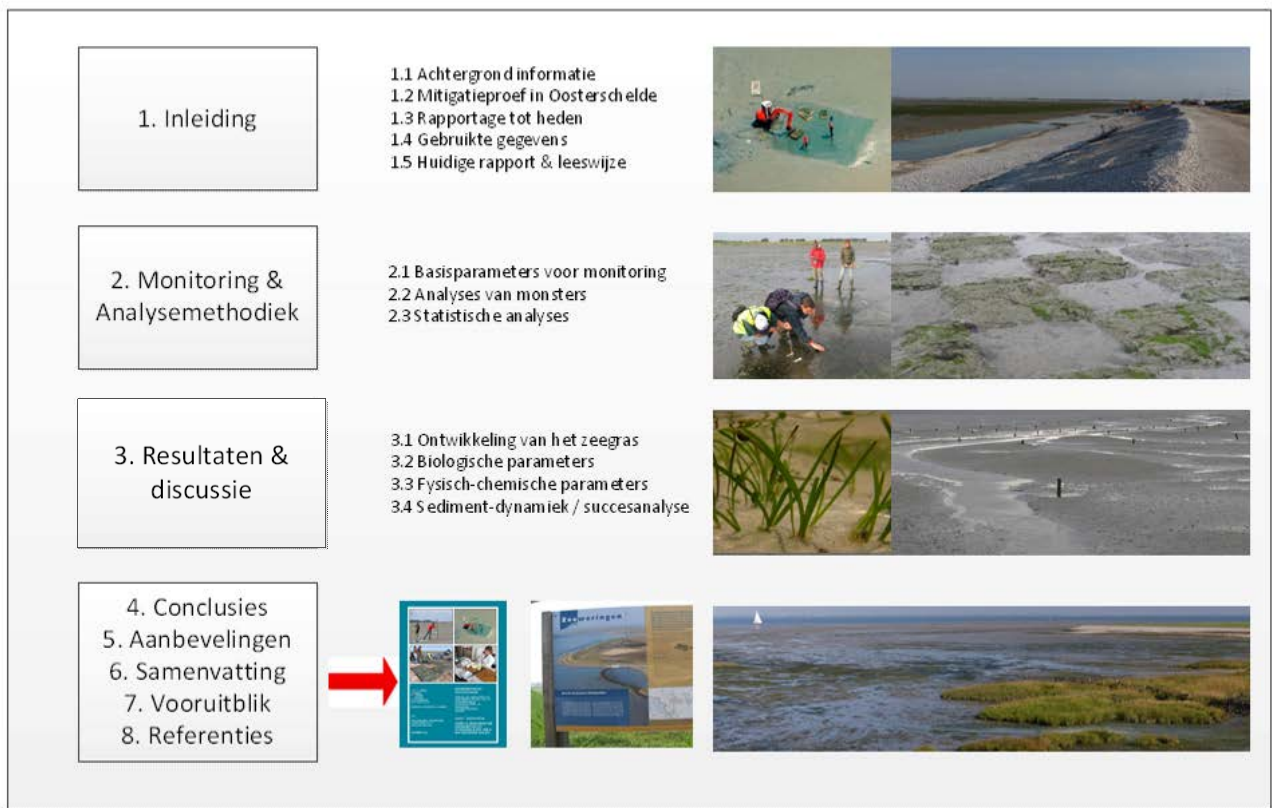 1. Inleiding
1.1 Achtergrond informatie
1.2 Mitigatieproef in Oosterschelde
1.3 Rapportage tot heden
1.4 Gebruikte gegevens
1.5 Huidige rapport & leeswijze
2. Monitoring &
Analysemethodiek
2.1 Basisparameters voor monitoring
2.2 Analyses van monsters
2.3 Statistische analyses
3. Resultaten &
discussie
3.1 Ontwikkeling van het zeegras
3.2 Biologische parameters
3.3 Fysisch-chemische parameters
3.4 Sediment-dynamiek / succesanalyse
4. Conclusies
5. Aanbevelingen
6. Samenvatting
7. Vooruitblik
8. Referenties